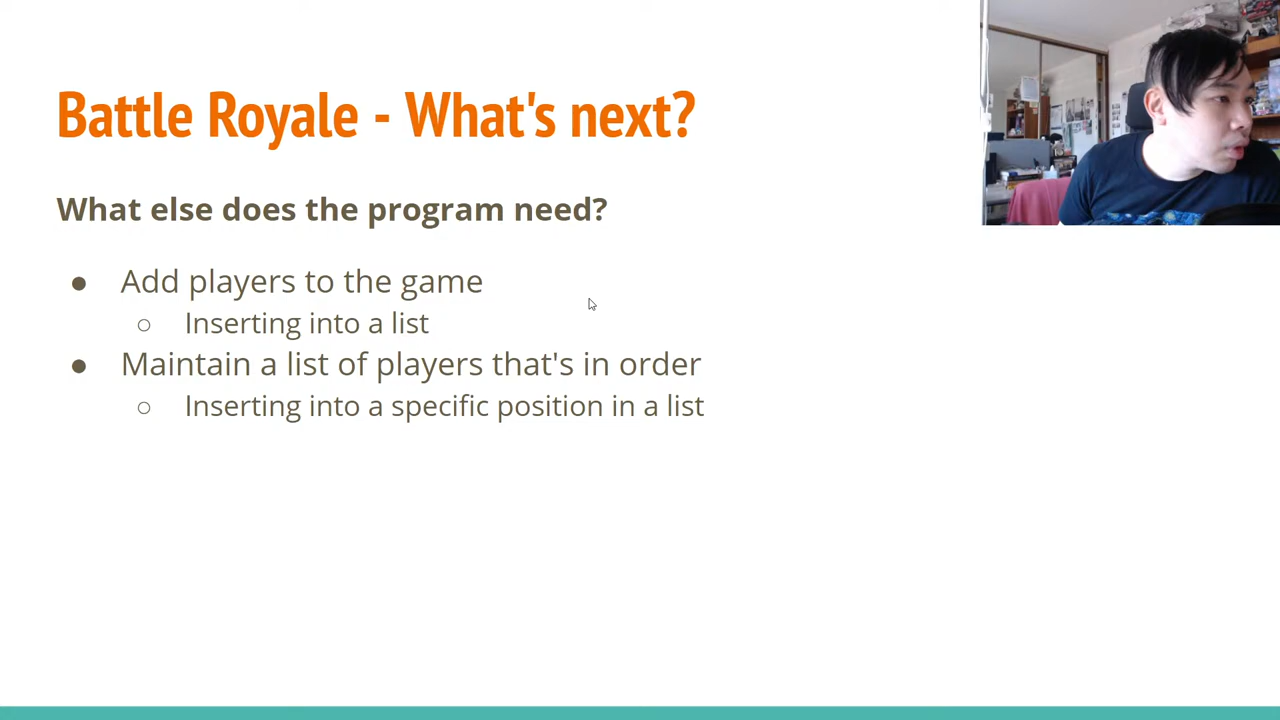 Battle Royale - What's next?
What else does the program need?
● Add players to the game
○ Inserting into a list
● Maintain a list of players that's in order
○ Inserting into a specific position in a list